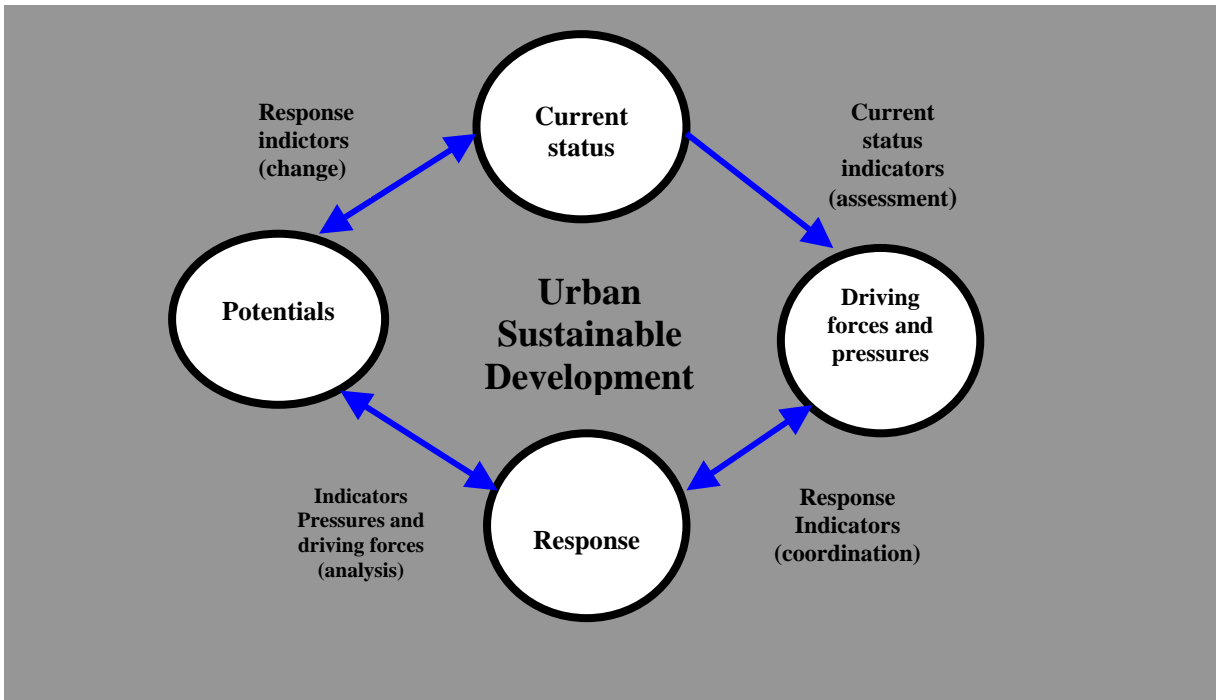 Current
status
Response
indictors
(change)
Current
status
indicators
(assessment)
Potentials
Urban
Sustainable
Development
Driving
forces and
pressures
Indicators
Pressures and
driving forces
(analysis)
Response
Response
Indicators
(coordination)